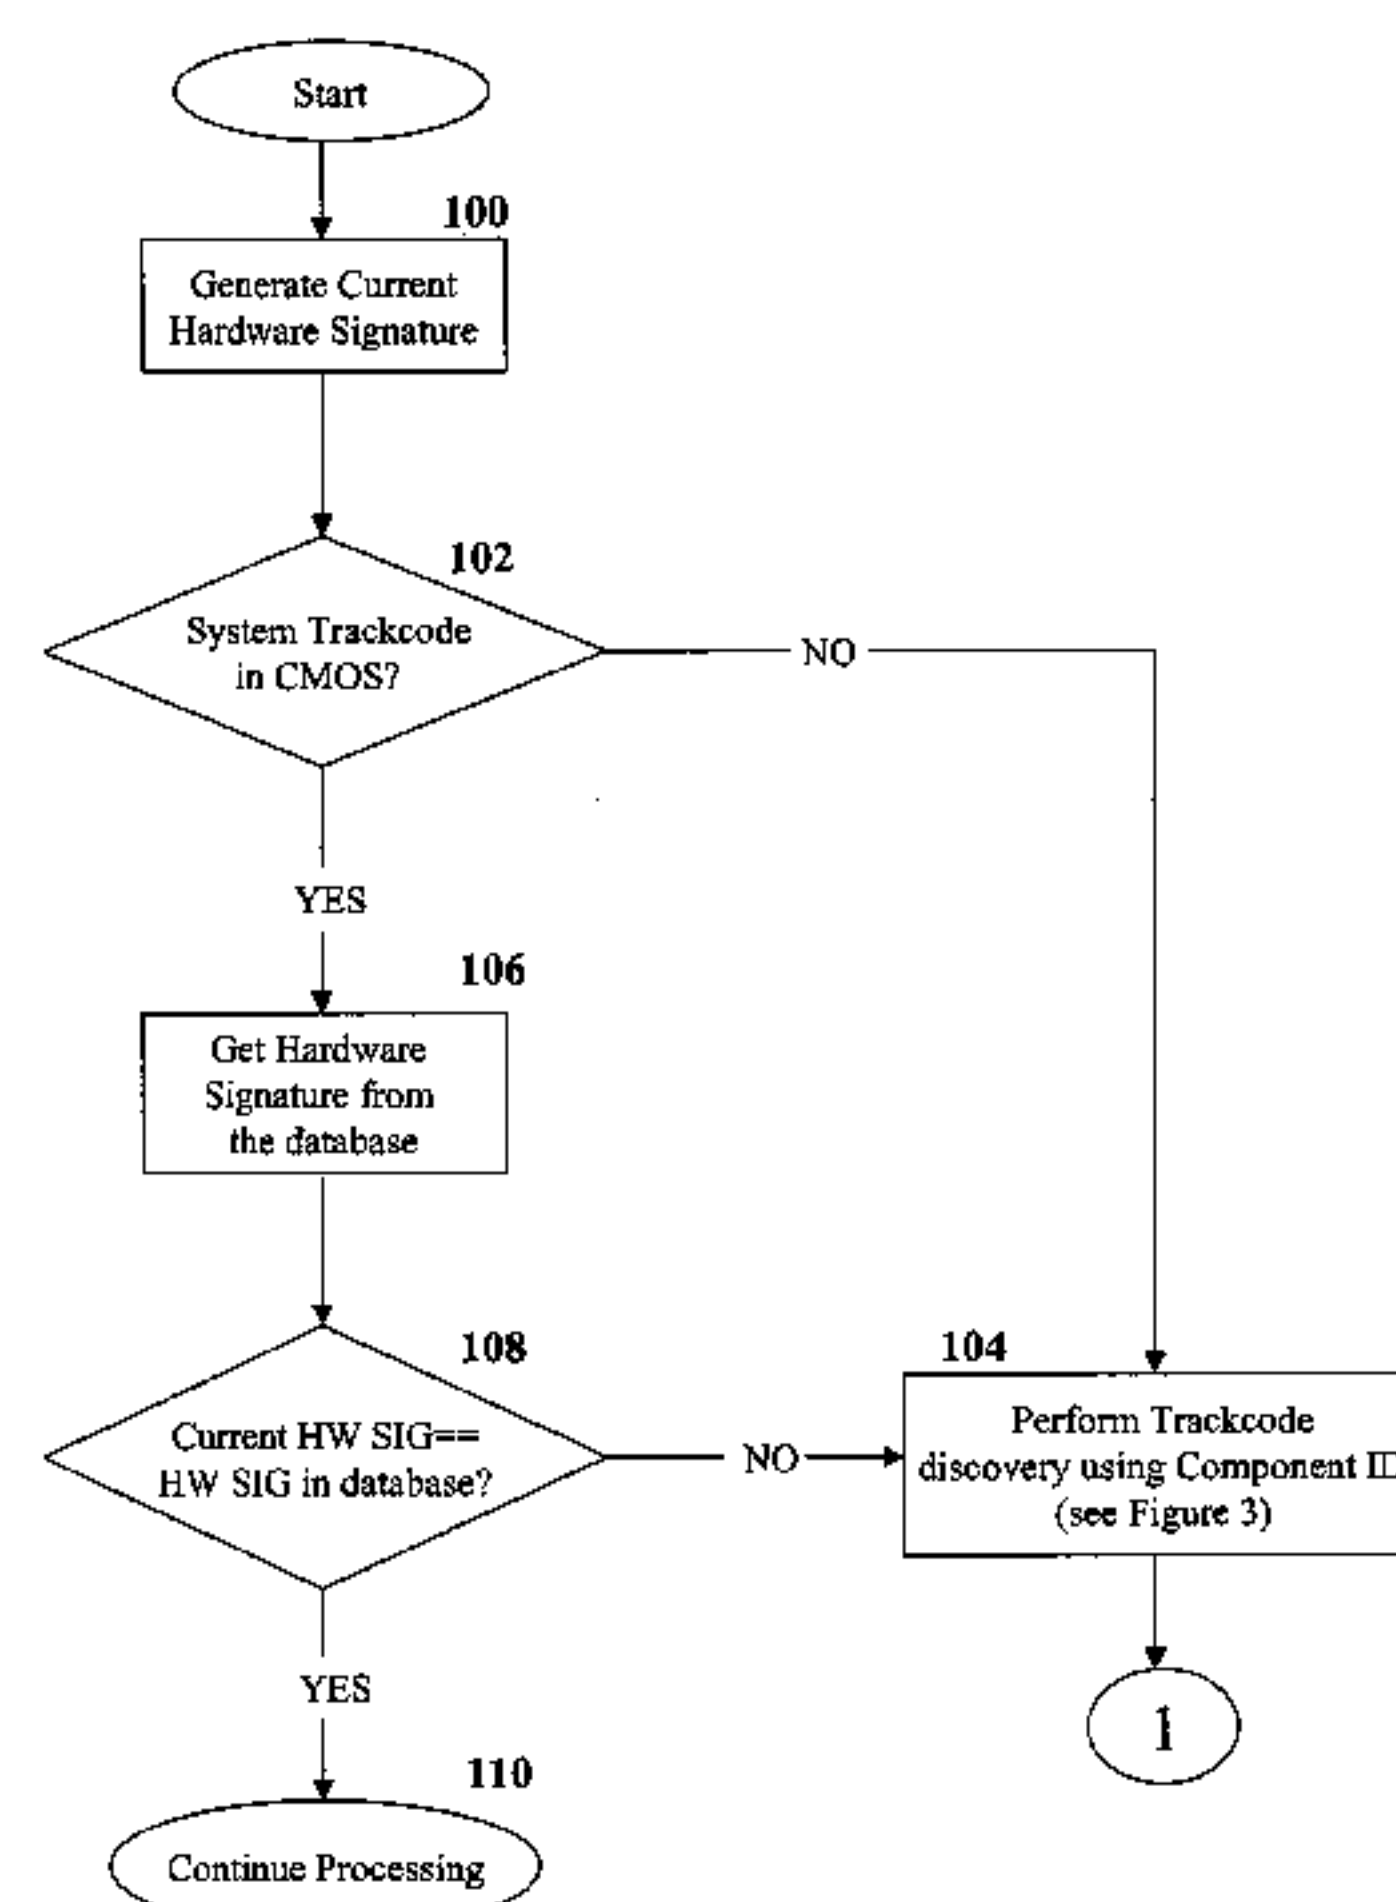 Start
100
Generate Current
Hardware Signature
102
System Trackcode
in CMOS?
NO
YES
106
Get Hardware
Signature from
the database
108
Current HW SIG==
HW SIG in database?
NO
104
Perform Trackcode
discovery using Component ID
(see Figure 3)
YES
1
110
Continue Processing